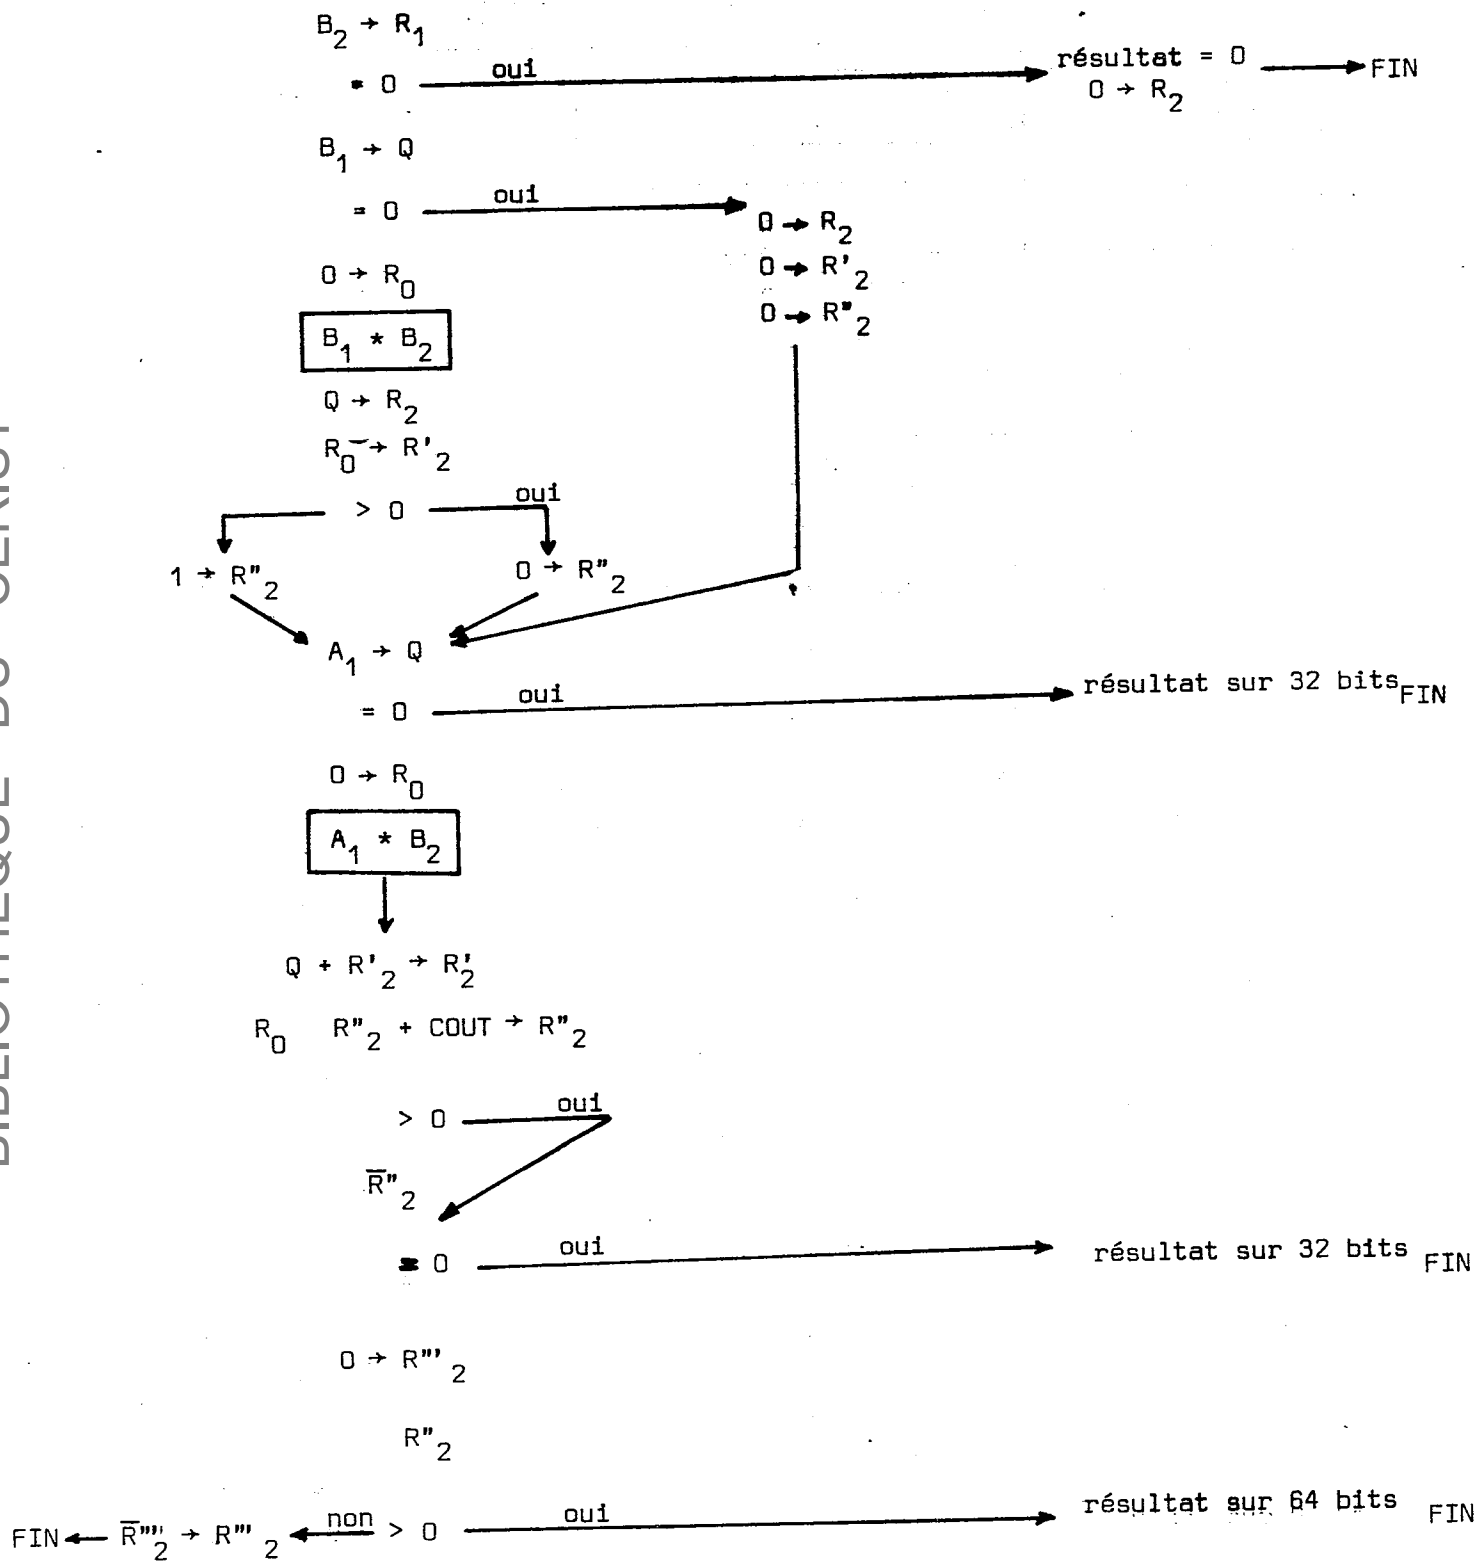 B₂ → R₁
= 0 oui résultat = 0 → FIN
0 → R₂
B₁ → Q
= 0 oui
0 → R₂
0 → R'₂
0 → R"₂
0 → R₀
B₁ * B₂
Q → R₂
R₀ → R'₂
> 0 oui
1 → R"₂ 0 → R"₂
A₁ → Q
= 0 oui résultat sur 32 bits FIN
0 → R₀
A₁ * B₂
Q + R'₂ → R'₂
R₀ R"₂ + COUT → R"₂
> 0 oui
R̅"₂
= 0 oui résultat sur 32 bits FIN
0 → R"'₂
R"₂
FIN ← R̅"'₂ → R"'₂ ← non > 0 oui résultat sur 64 bits FIN
BIBLIOTHEQUE DU CERIST